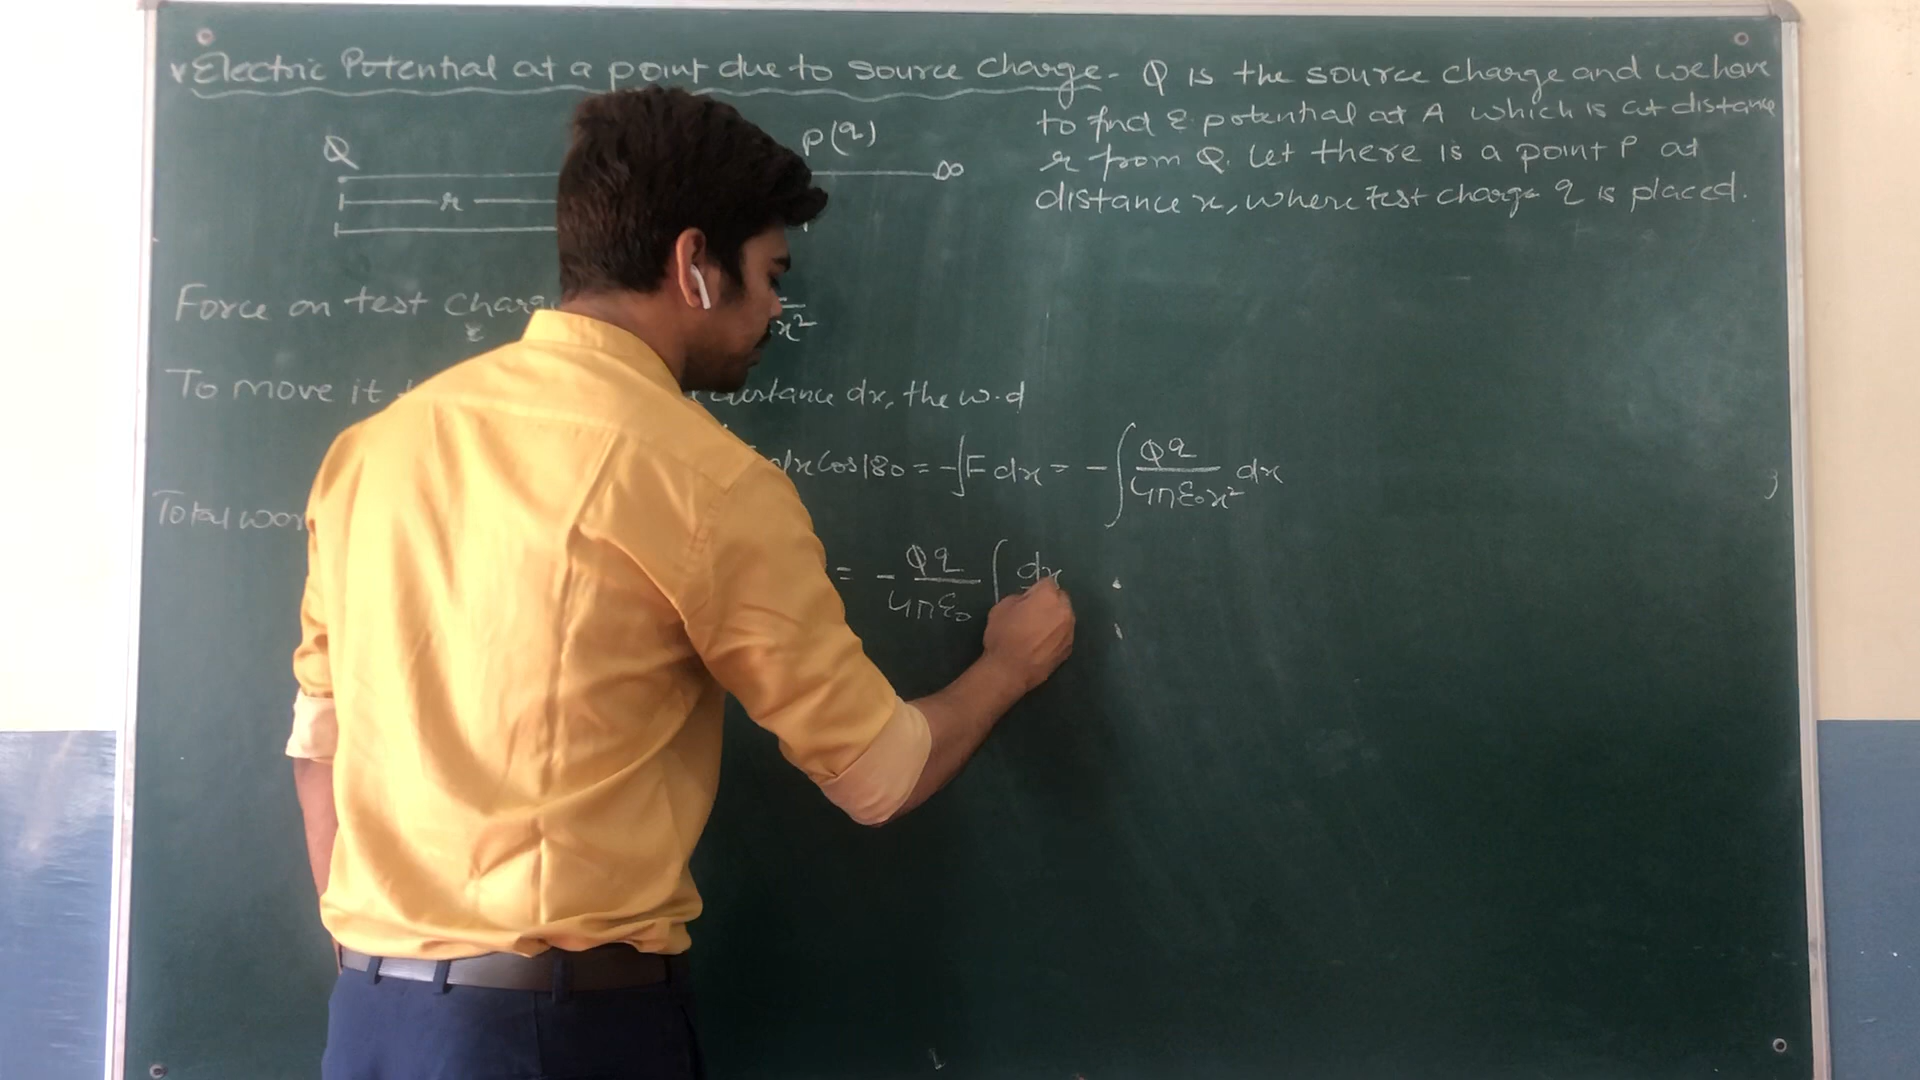 Electric Potential at a point due to source charge - Q is the source charge and we have
to find E potential at A which is at distance
r from Q. Let there is a point P at
distance x, where test charge q is placed.
Q P(q) ∞
r
Force on test
x²
To move it distance dx, the w.d
dx Cos180 = -∫F dx = -∫ Qq/4πε₀x² dx
Total
= - Qq/4πε₀ ∫ dx